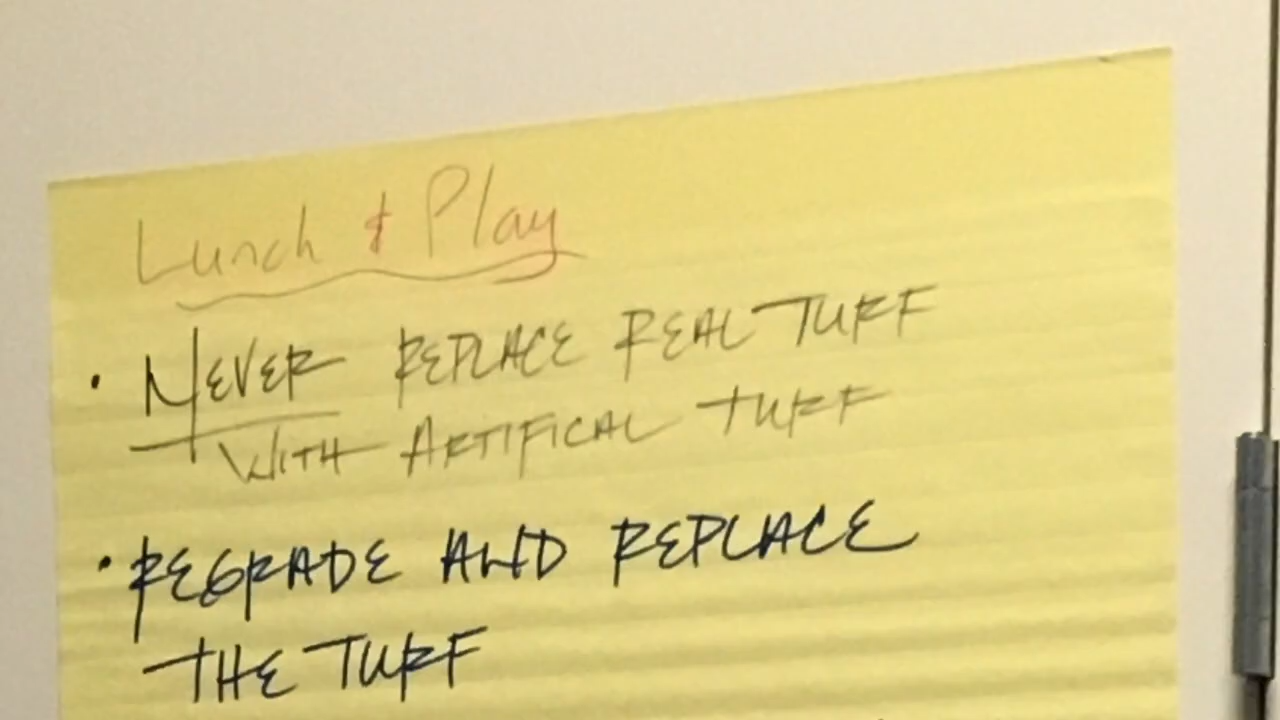 Lunch & Play
• NEVER REPLACE REAL TURF
WITH ARTIFICAL TURF
• REGRADE AND REPLACE
THE TURF